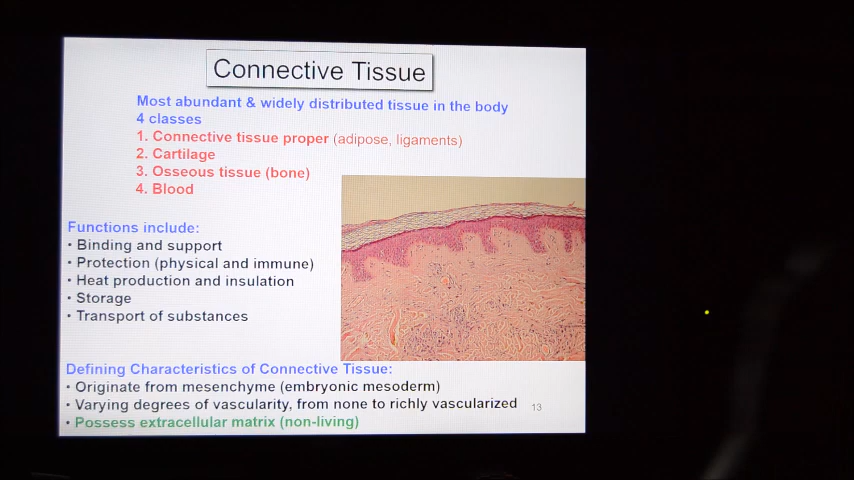 Connective Tissue
Most abundant & widely distributed tissue in the body
4 classes
1. Connective tissue proper (adipose, ligaments)
2. Cartilage
3. Osseous tissue (bone)
4. Blood
Functions include:
• Binding and support
• Protection (physical and immune)
• Heat production and insulation
• Storage
• Transport of substances
Defining Characteristics of Connective Tissue:
• Originate from mesenchyme (embryonic mesoderm)
• Varying degrees of vascularity, from none to richly vascularized
13
• Possess extracellular matrix (non-living)